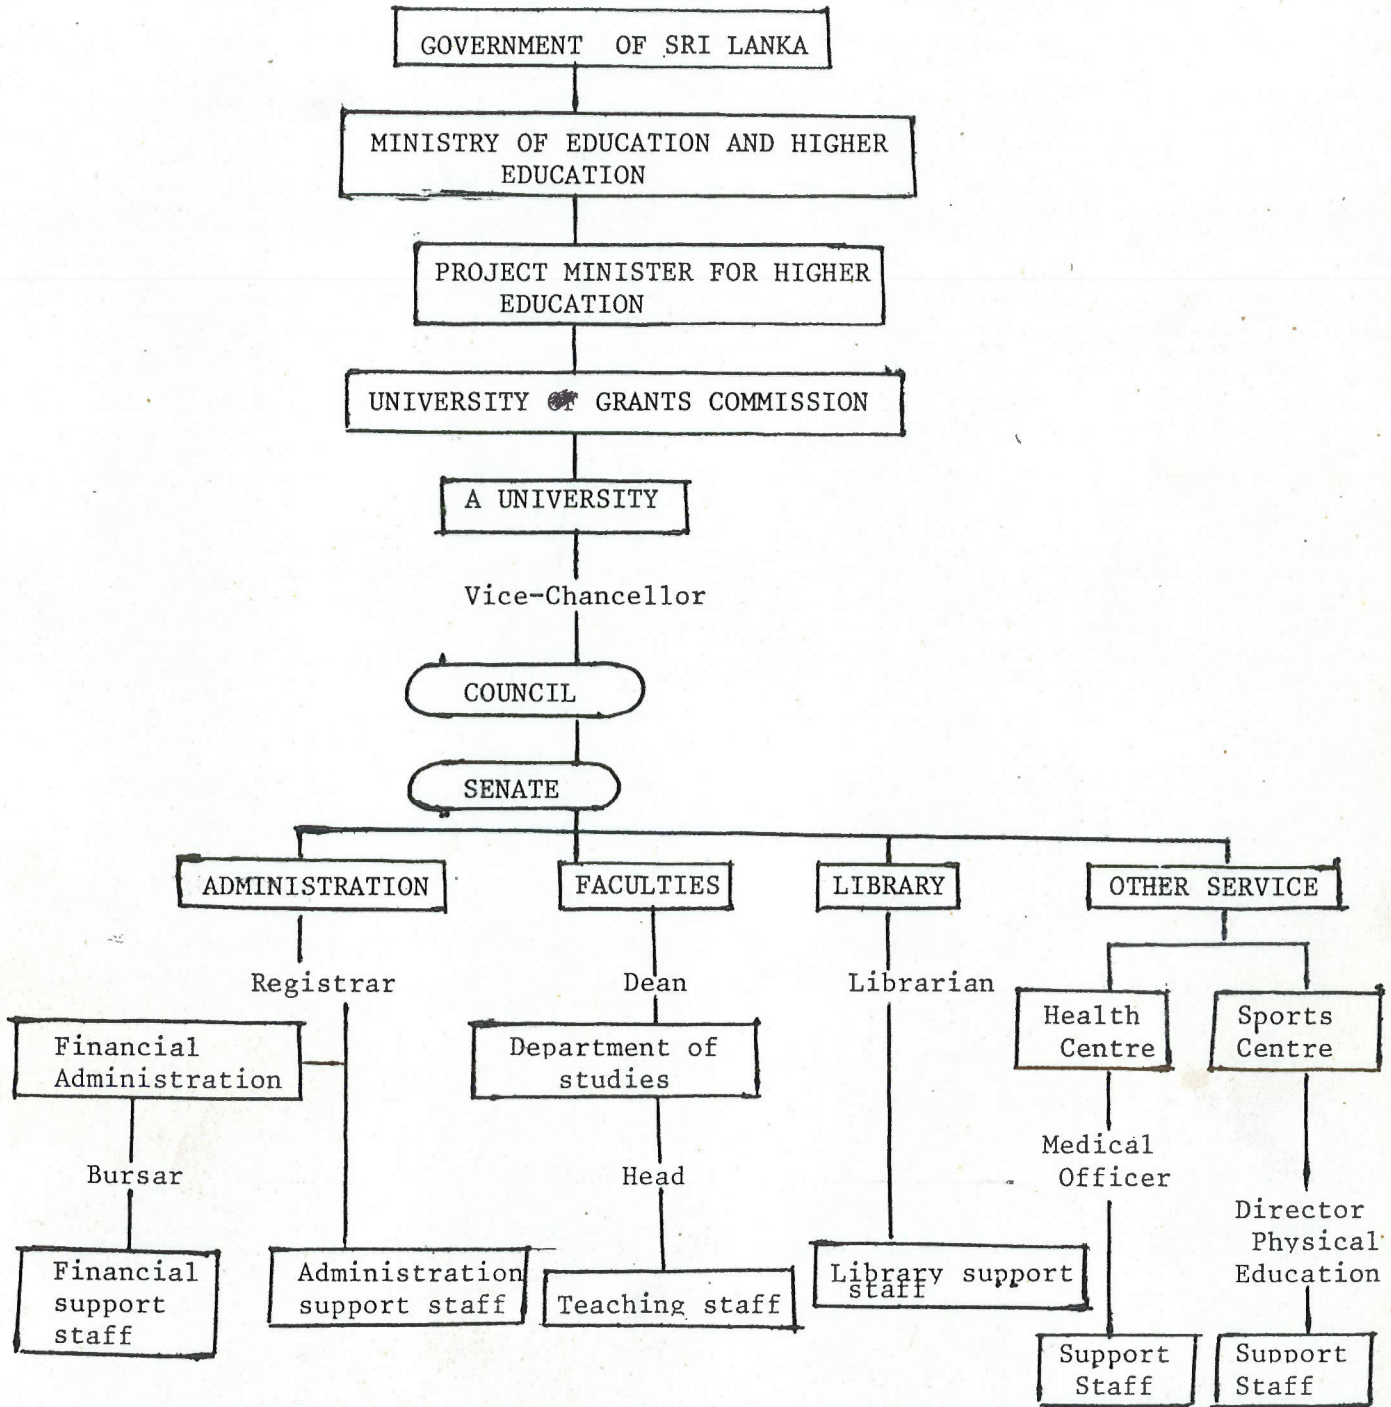 GOVERNMENT OF SRI LANKA
MINISTRY OF EDUCATION AND HIGHER
EDUCATION
PROJECT MINISTER FOR HIGHER
EDUCATION
UNIVERSITY GRANTS COMMISSION
A UNIVERSITY
Vice-Chancellor
COUNCIL
SENATE
ADMINISTRATION
FACULTIES
LIBRARY
OTHER SERVICE
Registrar
Dean
Librarian
Financial
Administration
Department of
studies
Health
Centre
Sports
Centre
Bursar
Head
Medical
Officer
Director
Physical
Education
Financial
support
staff
Administration
support staff
Teaching staff
Library support
staff
Support
Staff
Support
Staff